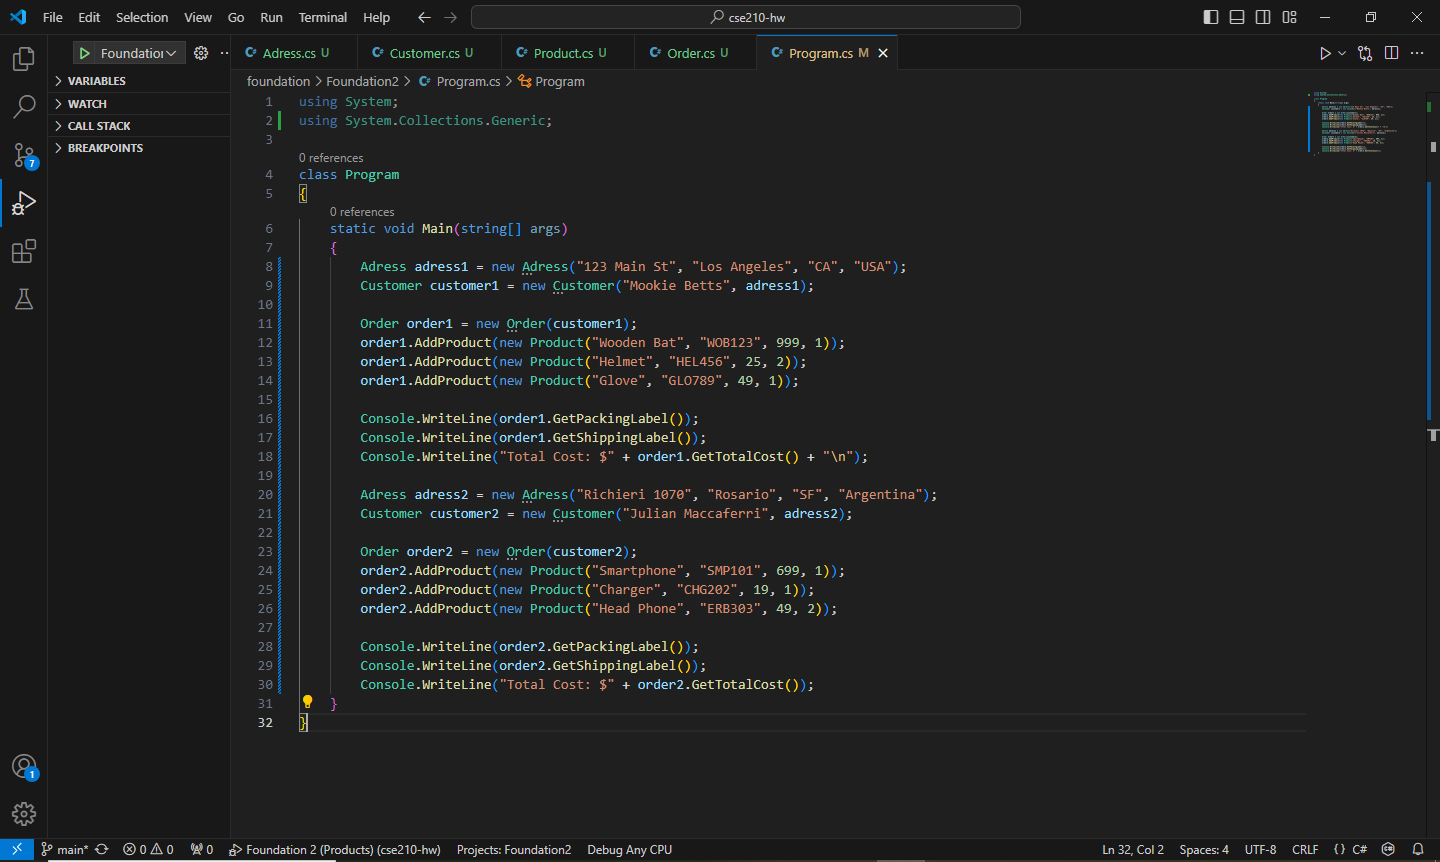 File Edit Selection View Go Run Terminal Help cse210-hw
Foundation
Adress.cs U Customer.cs U Product.cs U Order.cs U Program.cs M
VARIABLES
WATCH
CALL STACK
BREAKPOINTS
foundation > Foundation2 > Program.cs > Program
1 using System;
2 using System.Collections.Generic;
3
0 references
4 class Program
5 {
0 references
6 static void Main(string[] args)
7 {
8 Adress adress1 = new Adress("123 Main St", "Los Angeles", "CA", "USA");
9 Customer customer1 = new Customer("Mookie Betts", adress1);
10
11 Order order1 = new Order(customer1);
12 order1.AddProduct(new Product("Wooden Bat", "WOB123", 999, 1));
13 order1.AddProduct(new Product("Helmet", "HEL456", 25, 2));
14 order1.AddProduct(new Product("Glove", "GLO789", 49, 1));
15
16 Console.WriteLine(order1.GetPackingLabel());
17 Console.WriteLine(order1.GetShippingLabel());
18 Console.WriteLine("Total Cost: $" + order1.GetTotalCost() + "\n");
19
20 Adress adress2 = new Adress("Richieri 1070", "Rosario", "SF", "Argentina");
21 Customer customer2 = new Customer("Julian Maccaferri", adress2);
22
23 Order order2 = new Order(customer2);
24 order2.AddProduct(new Product("Smartphone", "SMP101", 699, 1));
25 order2.AddProduct(new Product("Charger", "CHG202", 19, 1));
26 order2.AddProduct(new Product("Head Phone", "ERB303", 49, 2));
27
28 Console.WriteLine(order2.GetPackingLabel());
29 Console.WriteLine(order2.GetShippingLabel());
30 Console.WriteLine("Total Cost: $" + order2.GetTotalCost());
31 }
32 }
7
1
main* 0 0 0 Foundation 2 (Products) (cse210-hw) Projects: Foundation2 Debug Any CPU Ln 32, Col 2 Spaces: 4 UTF-8 CRLF {} C#